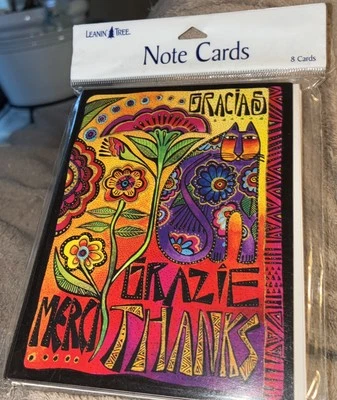 LEANIN TREE
Note Cards
8 Cards
GRACIAS
GRAZIE
MERCI
THANKS